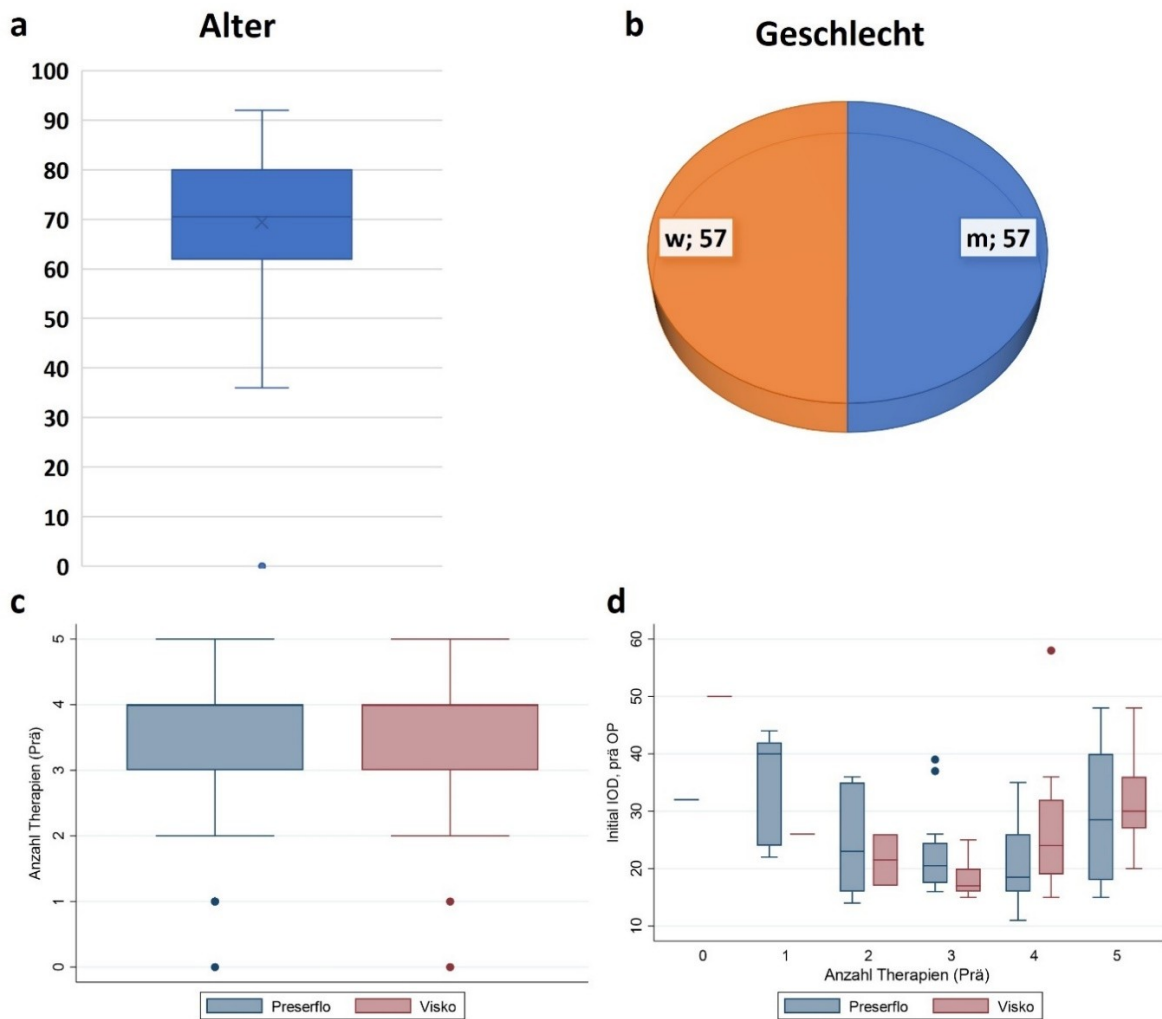 a
Alter
100
90
80
70
60
50
40
30
20
10
0
b
Geschlecht
w; 57
m; 57
c
Anzahl Therapien (Prä)
5
4
3
2
1
0
Preserflo
Visko
d
Initial IOD, prä OP
60
50
40
30
20
10
0 1 2 3 4 5
Anzahl Therapien (Prä)
Preserflo
Visko